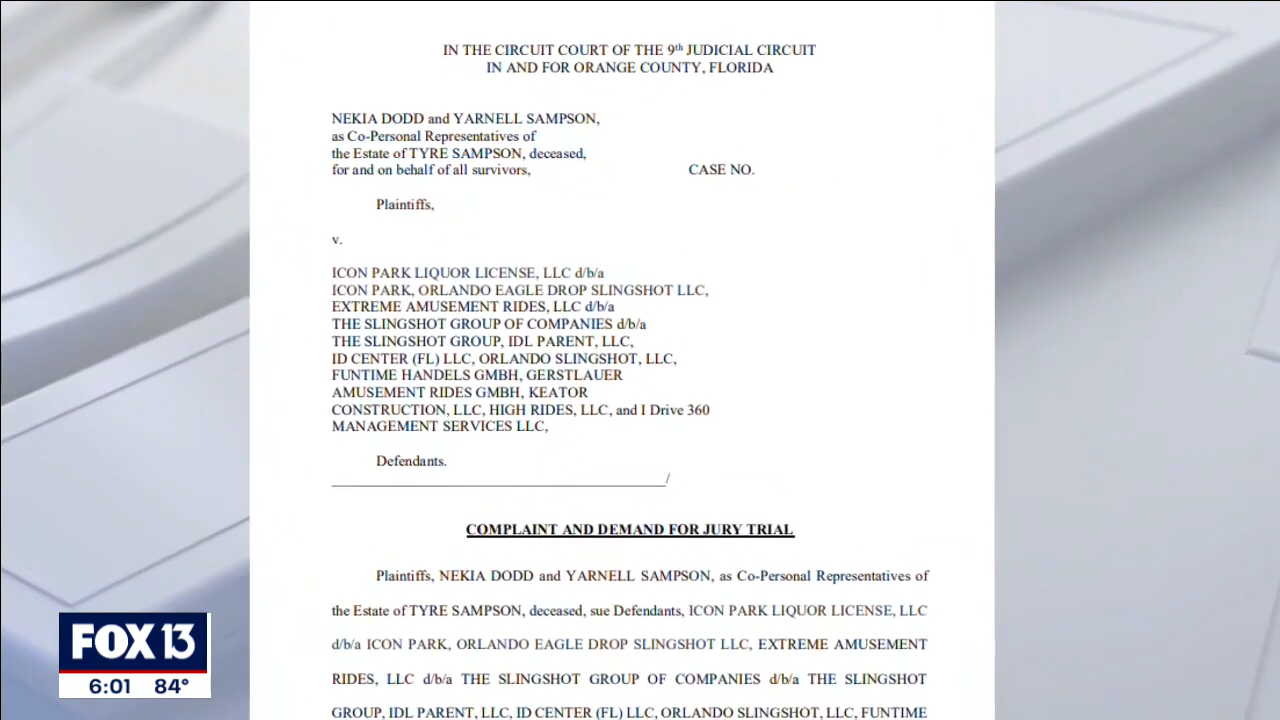 IN THE CIRCUIT COURT OF THE 9th JUDICIAL CIRCUIT
IN AND FOR ORANGE COUNTY, FLORIDA
NEKIA DODD and YARNELL SAMPSON,
as Co-Personal Representatives of
the Estate of TYRE SAMPSON, deceased,
for and on behalf of all survivors, CASE NO.
Plaintiffs,
v.
ICON PARK LIQUOR LICENSE, LLC d/b/a
ICON PARK, ORLANDO EAGLE DROP SLINGSHOT LLC,
EXTREME AMUSEMENT RIDES, LLC d/b/a
THE SLINGSHOT GROUP OF COMPANIES d/b/a
THE SLINGSHOT GROUP, IDL PARENT, LLC,
ID CENTER (FL) LLC, ORLANDO SLINGSHOT, LLC,
FUNTIME HANDELS GMBH, GERSTLAUER
AMUSEMENT RIDES GMBH, KEATOR
CONSTRUCTION, LLC, HIGH RIDES, LLC, and I Drive 360
MANAGEMENT SERVICES LLC,
Defendants.
/
COMPLAINT AND DEMAND FOR JURY TRIAL
Plaintiffs, NEKIA DODD and YARNELL SAMPSON, as Co-Personal Representatives of
the Estate of TYRE SAMPSON, deceased, sue Defendants, ICON PARK LIQUOR LICENSE, LLC
d/b/a ICON PARK, ORLANDO EAGLE DROP SLINGSHOT LLC, EXTREME AMUSEMENT
RIDES, LLC d/b/a THE SLINGSHOT GROUP OF COMPANIES d/b/a THE SLINGSHOT
GROUP, IDL PARENT, LLC, ID CENTER (FL) LLC, ORLANDO SLINGSHOT, LLC, FUNTIME
FOX 13
6:01 84°